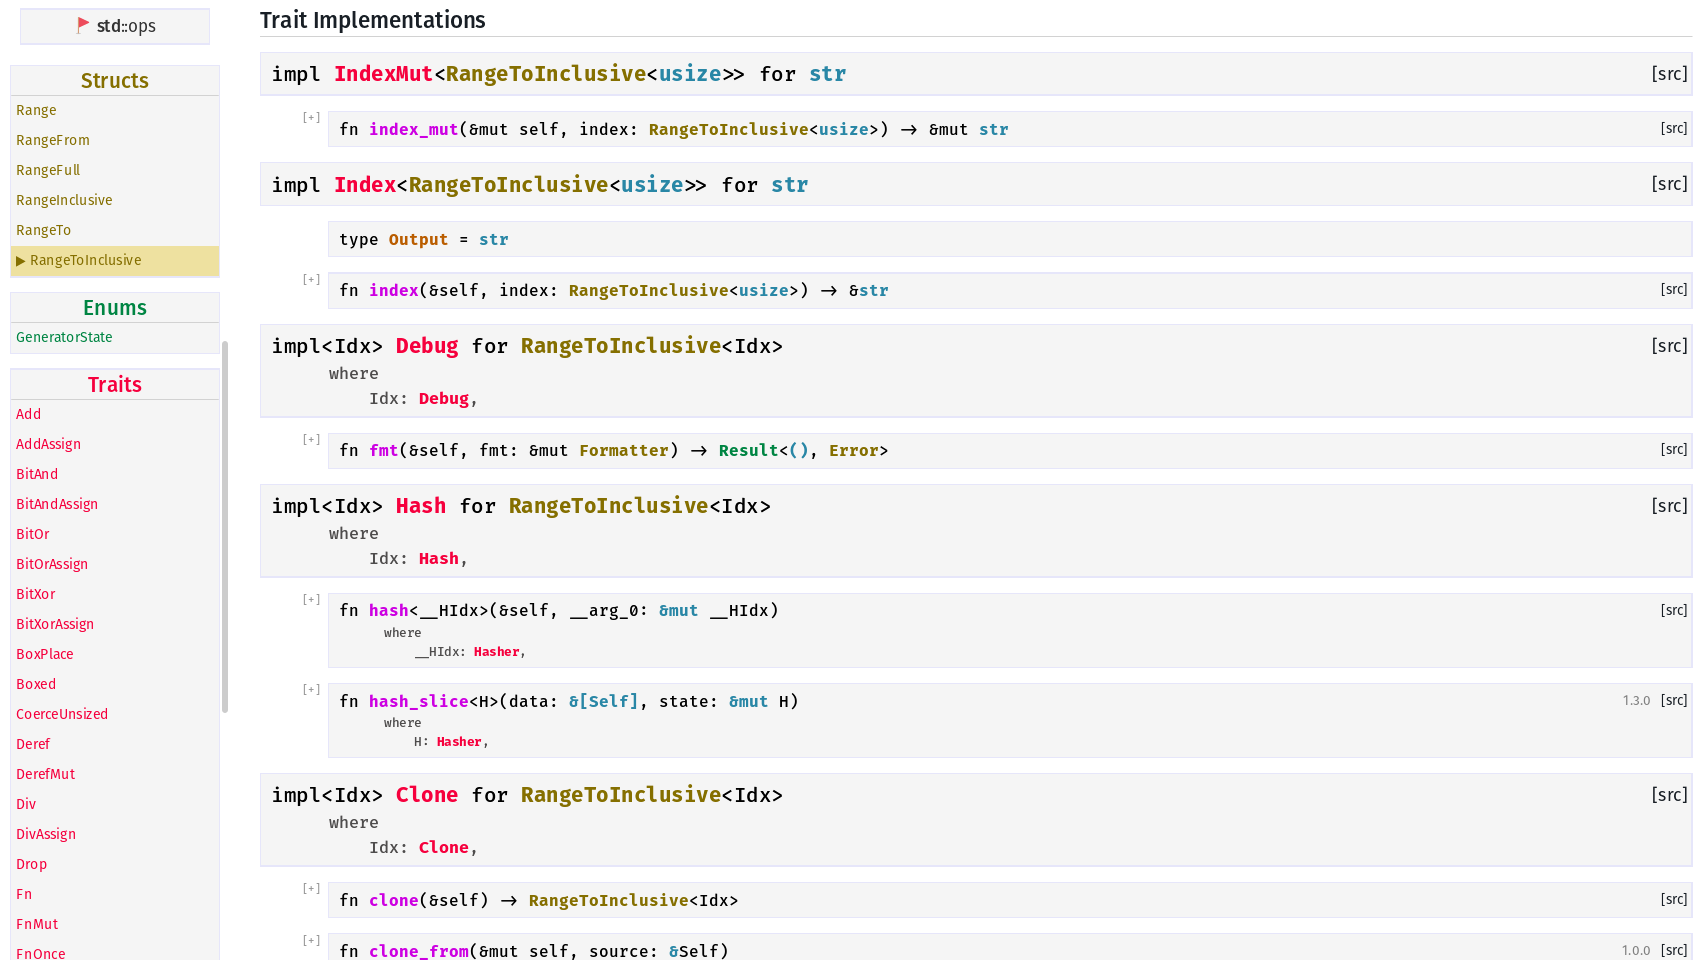 std::ops
Structs
Range
RangeFrom
RangeFull
RangeInclusive
RangeTo
▶ RangeToInclusive
Enums
GeneratorState
Traits
Add
AddAssign
BitAnd
BitAndAssign
BitOr
BitOrAssign
BitXor
BitXorAssign
BoxPlace
Boxed
CoerceUnsized
Deref
DerefMut
Div
DivAssign
Drop
Fn
FnMut
FnOnce
Trait Implementations
impl IndexMut<RangeToInclusive<usize>> for str [src]
[+] fn index_mut(&mut self, index: RangeToInclusive<usize>) -> &mut str [src]
impl Index<RangeToInclusive<usize>> for str [src]
type Output = str
[+] fn index(&self, index: RangeToInclusive<usize>) -> &str [src]
impl<Idx> Debug for RangeToInclusive<Idx> [src]
where
Idx: Debug,
[+] fn fmt(&self, fmt: &mut Formatter) -> Result<(), Error> [src]
impl<Idx> Hash for RangeToInclusive<Idx> [src]
where
Idx: Hash,
[+] fn hash<__HIdx>(&self, __arg_0: &mut __HIdx) [src]
where
__HIdx: Hasher,
[+] fn hash_slice<H>(data: &[Self], state: &mut H) 1.3.0 [src]
where
H: Hasher,
impl<Idx> Clone for RangeToInclusive<Idx> [src]
where
Idx: Clone,
[+] fn clone(&self) -> RangeToInclusive<Idx> [src]
[+] fn clone_from(&mut self, source: &Self) 1.0.0 [src]